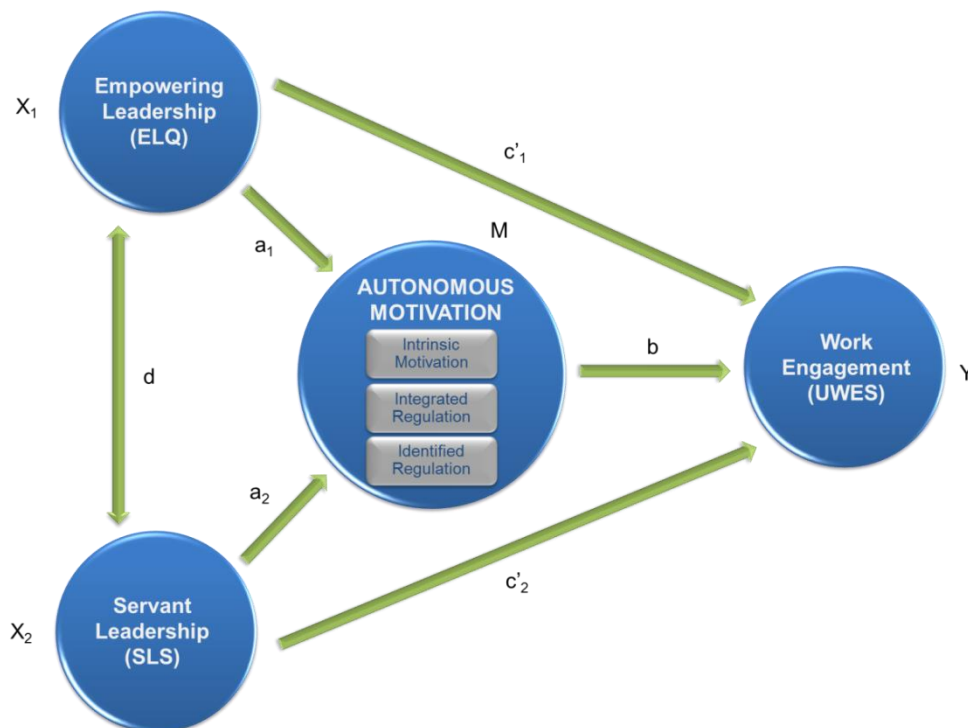 Empowering
Leadership
(ELQ)
X₁
c'₁
a₁
M
AUTONOMOUS
MOTIVATION
Intrinsic
Motivation
Integrated
Regulation
Identified
Regulation
b
Work
Engagement
(UWES)
Y
d
a₂
c'₂
Servant
Leadership
(SLS)
X₂